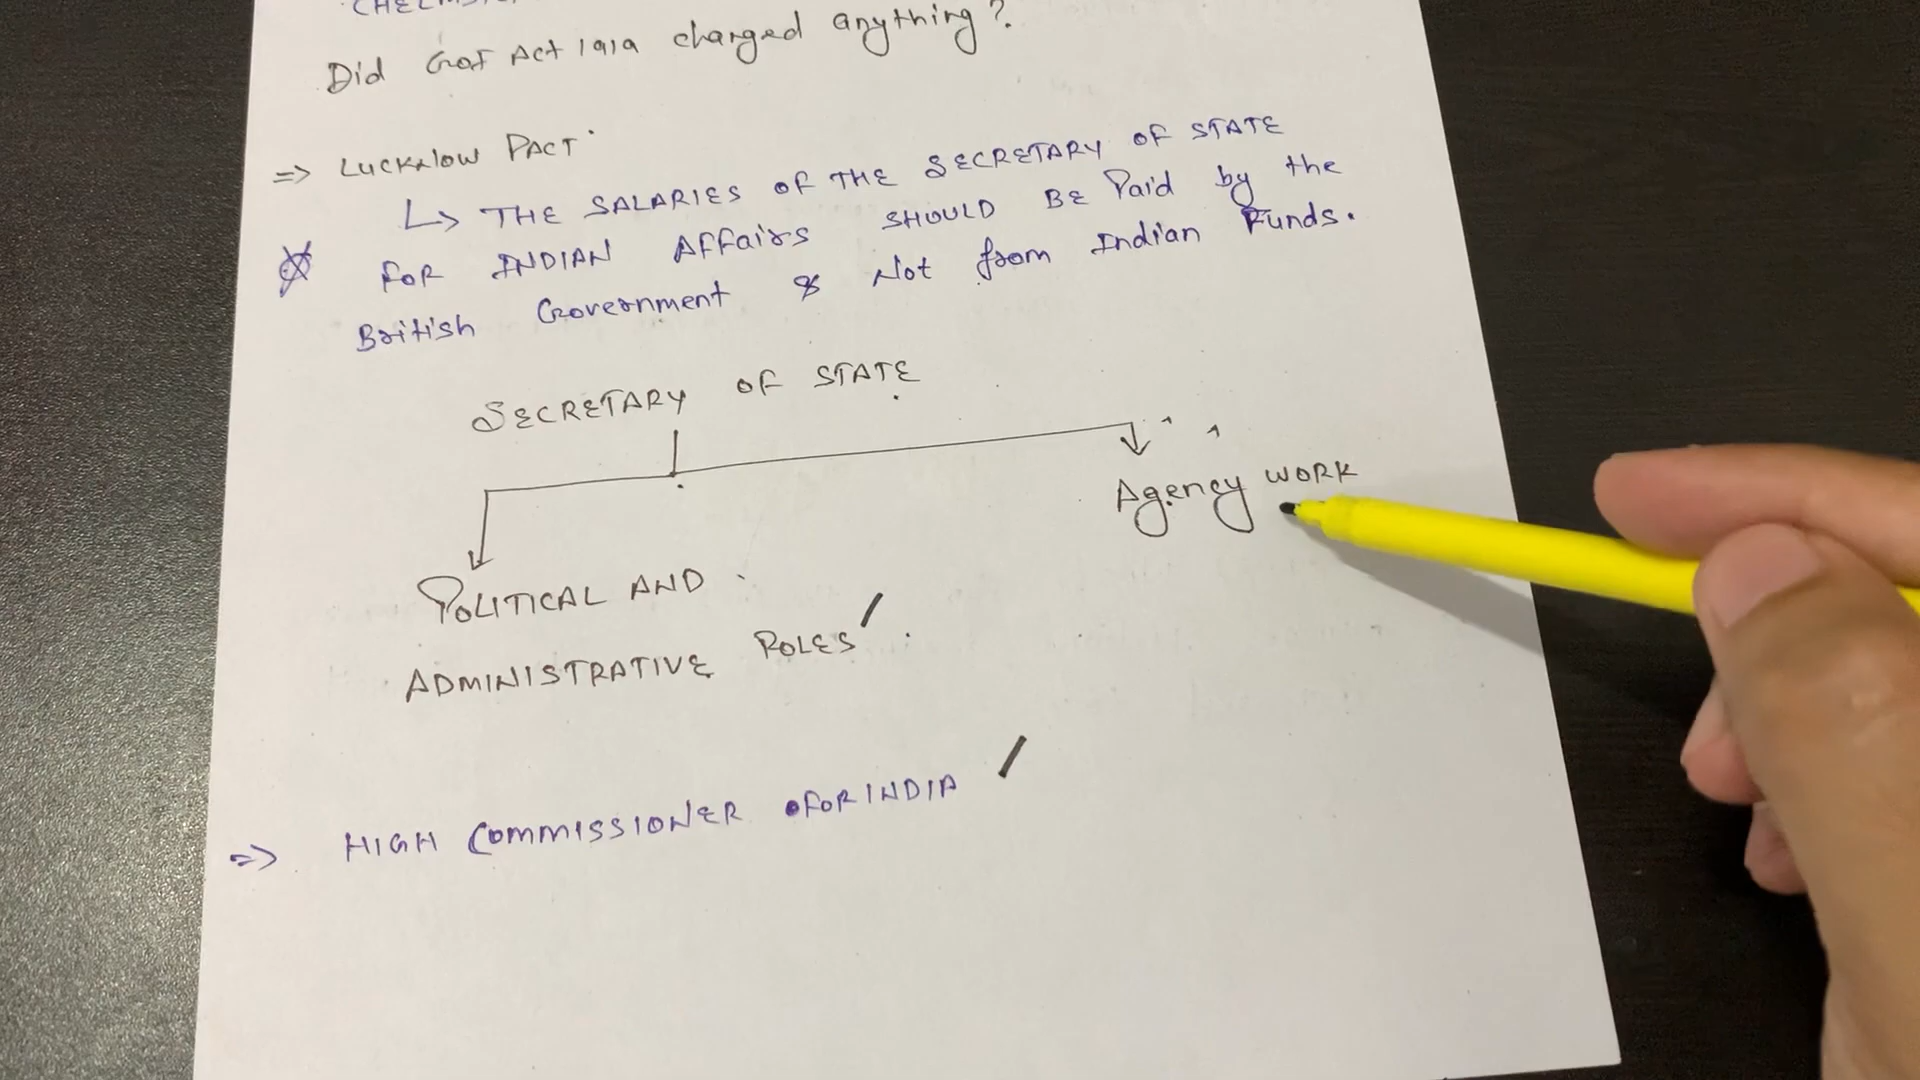 Did GOI Act 1919 changed anything?
=> LUCKNOW PACT
↳ THE SALARIES OF THE SECRETARY OF STATE
FOR INDIAN Affairs SHOULD BE Paid by the
British Government & Not from Indian Funds.
SECRETARY OF STATE
Agency WORK
POLITICAL AND
ADMINISTRATIVE ROLES
=> HIGH COMMISSIONER FOR INDIA